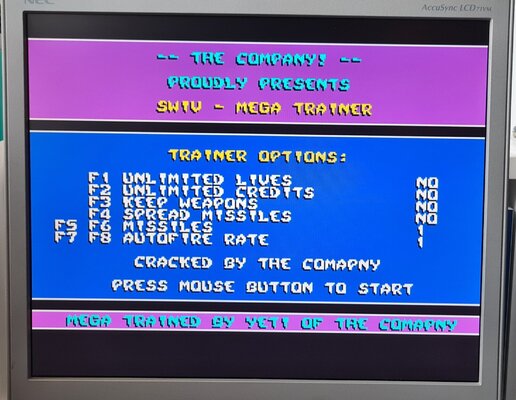 NEC
AccuSync LCD71VM
-- THE COMPANY! --
PROUDLY PRESENTS
SWIV - MEGA TRAINER
TRAINER OPTIONS:
F1 UNLIMITED LIVES NO
F2 UNLIMITED CREDITS NO
F3 KEEP WEAPONS NO
F4 SPREAD MISSILES NO
F5 F6 MISSILES 1
F7 F8 AUTOFIRE RATE 1
CRACKED BY THE COMAPNY
PRESS MOUSE BUTTON TO START
MEGA TRAINED BY YETI OF THE COMAPNY